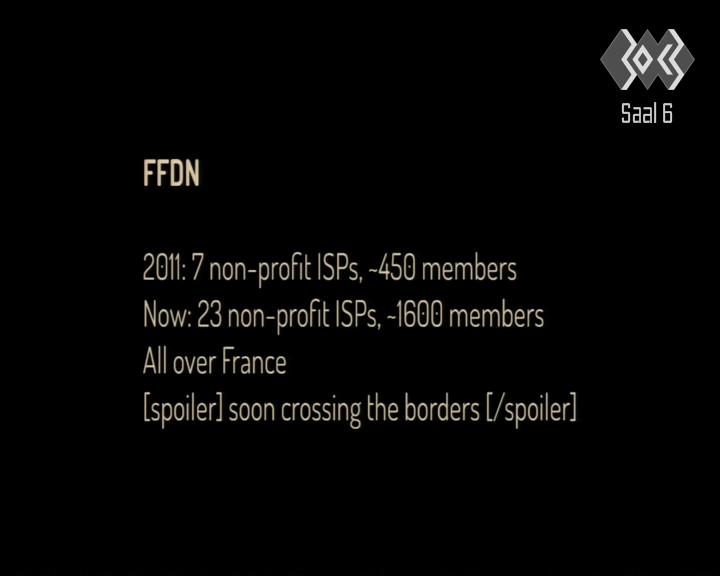 Saal 6
FFDN
2011: 7 non-profit ISPs, ~450 members
Now: 23 non-profit ISPs, ~1600 members
All over France
[spoiler] soon crossing the borders [/spoiler]